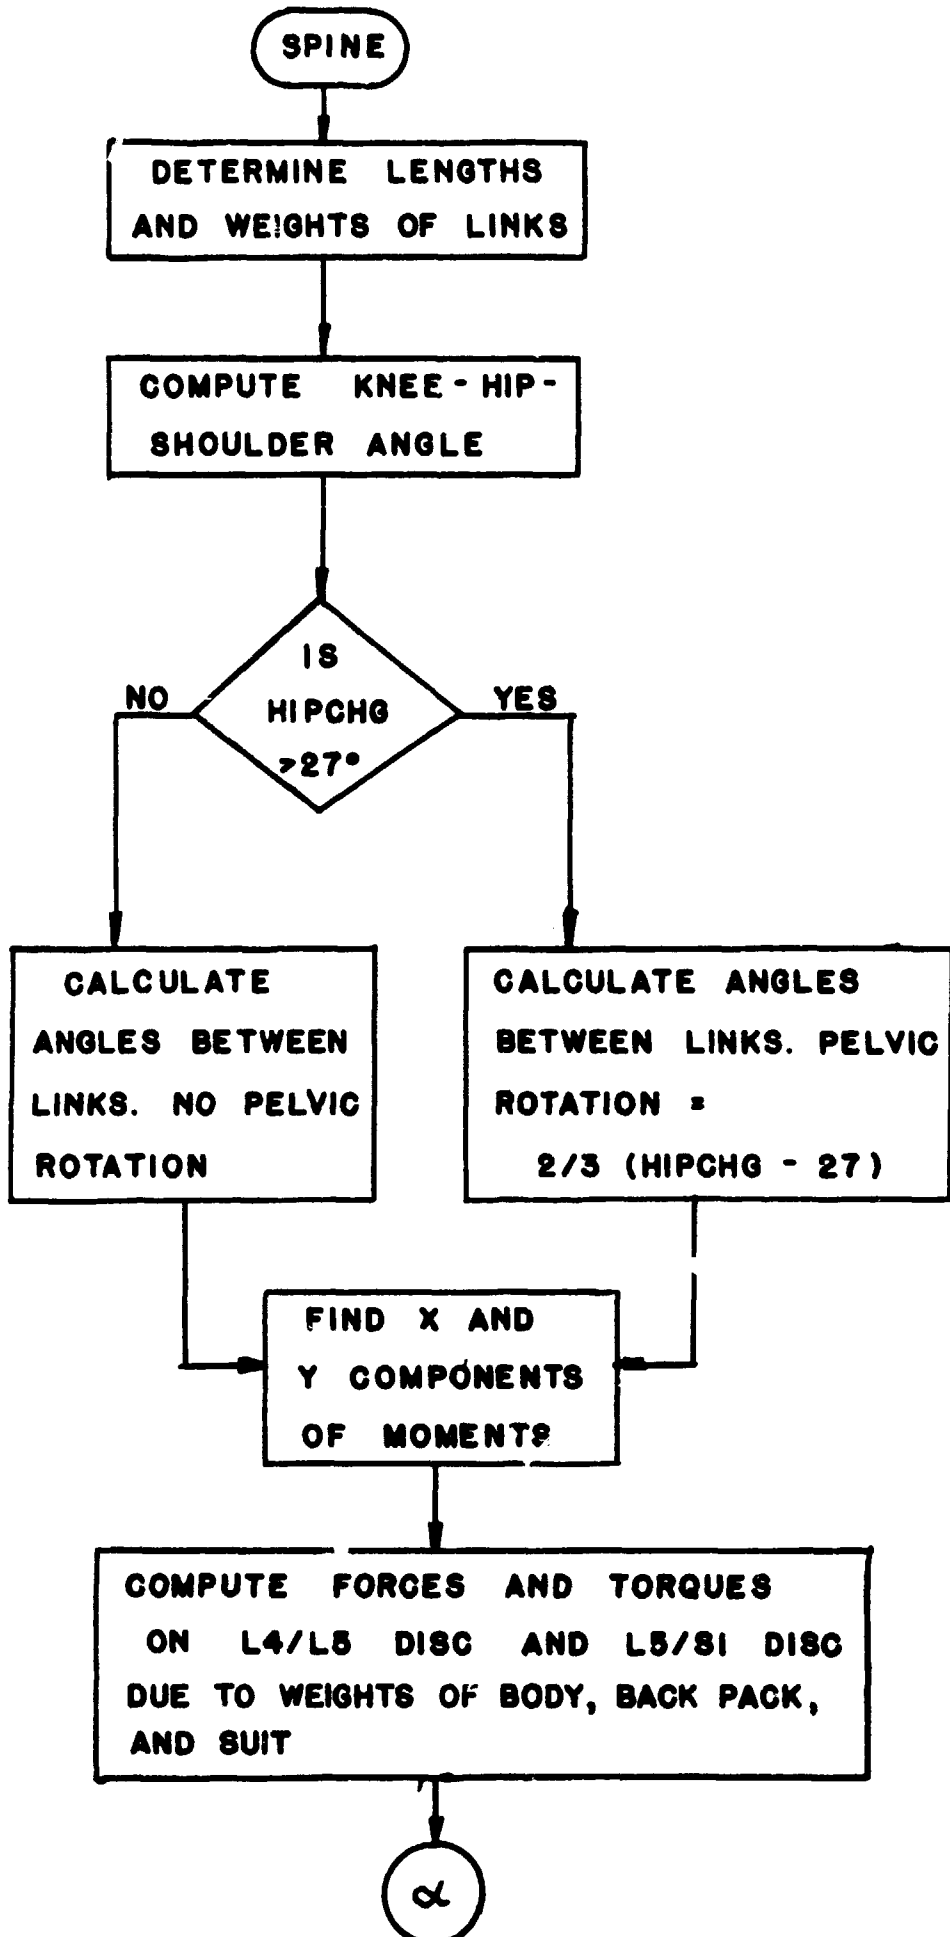 SPINE
DETERMINE LENGTHS
AND WEIGHTS OF LINKS
COMPUTE KNEE-HIP-
SHOULDER ANGLE
IS
HIPCHG
>27°
NO
YES
CALCULATE
ANGLES BETWEEN
LINKS. NO PELVIC
ROTATION
CALCULATE ANGLES
BETWEEN LINKS. PELVIC
ROTATION =
2/3 (HIPCHG - 27)
FIND X AND
Y COMPONENTS
OF MOMENTS
COMPUTE FORCES AND TORQUES
ON L4/L5 DISC AND L5/S1 DISC
DUE TO WEIGHTS OF BODY, BACK PACK,
AND SUIT
α